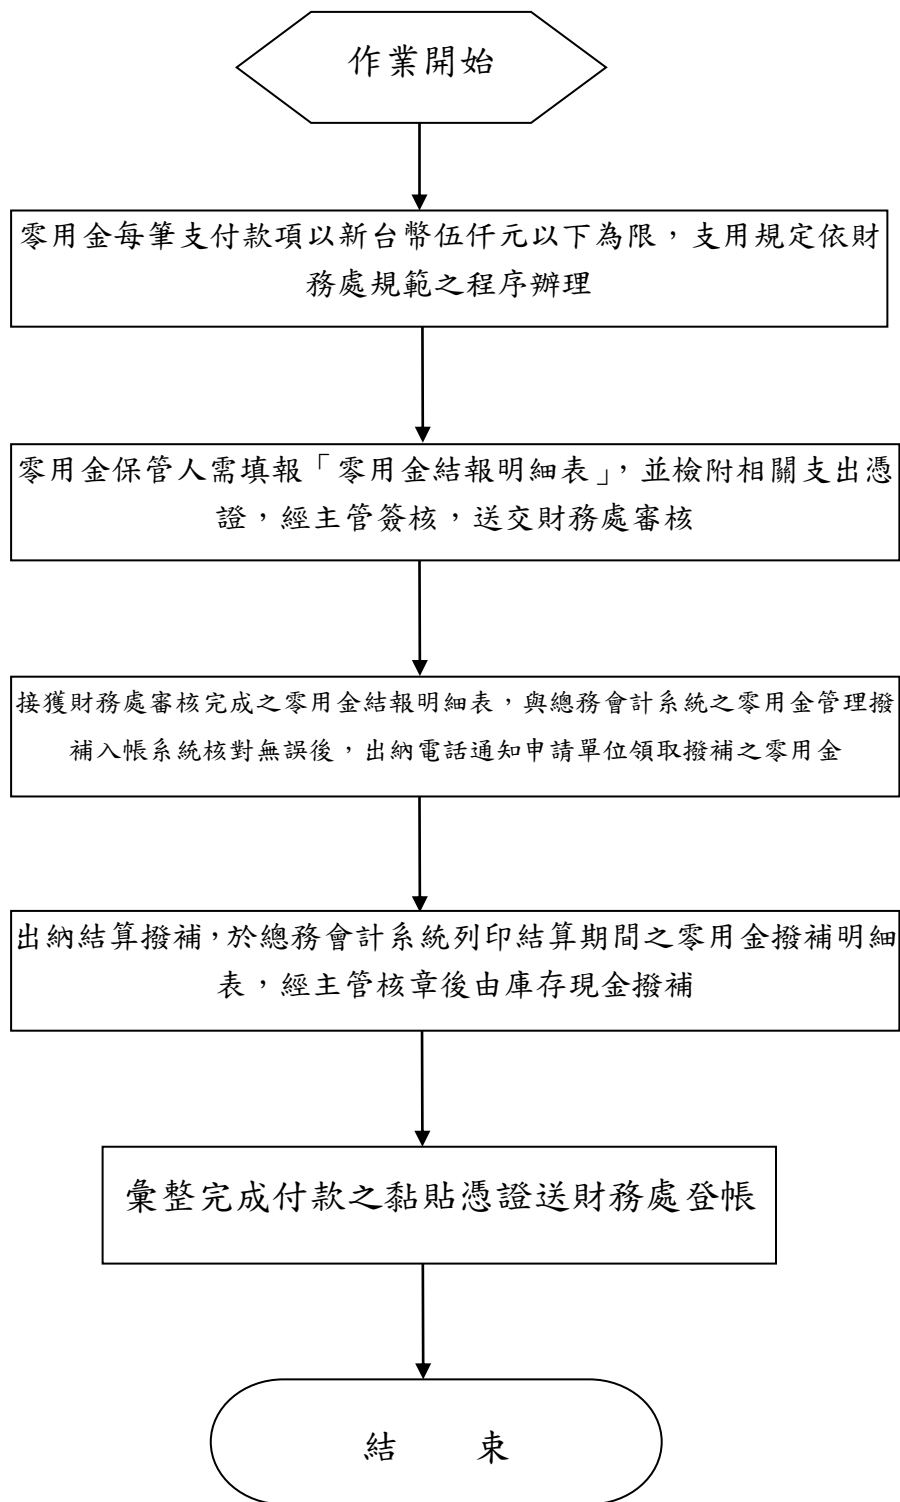 作業開始
零用金每筆支付款項以新台幣伍仟元以下為限，支用規定依財
務處規範之程序辦理
零用金保管人需填報「零用金結報明細表」，並檢附相關支出憑
證，經主管簽核，送交財務處審核
接獲財務處審核完成之零用金結報明細表，與總務會計系統之零用金管理撥
補入帳系統核對無誤後，出納電話通知申請單位領取撥補之零用金
出納結算撥補，於總務會計系統列印結算期間之零用金撥補明細
表，經主管核章後由庫存現金撥補
彙整完成付款之黏貼憑證送財務處登帳
結　　束